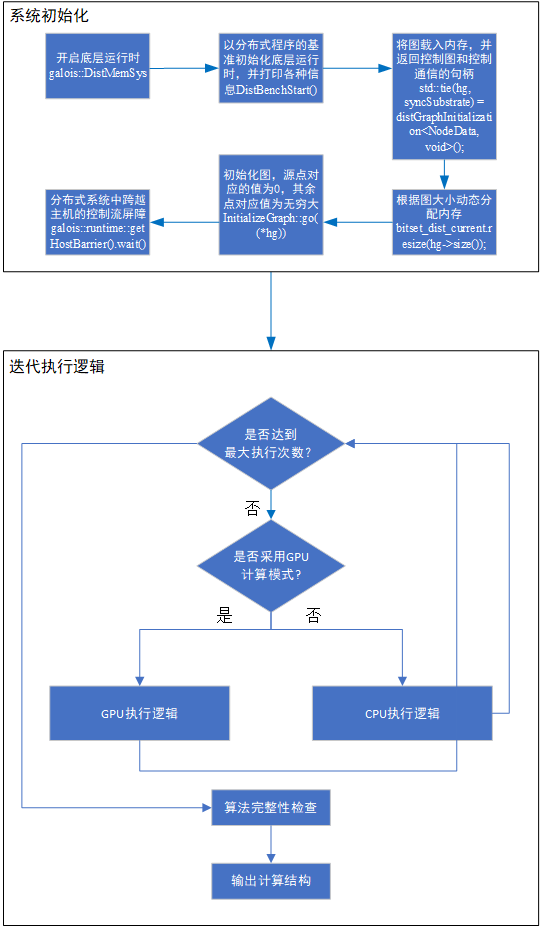 系统初始化
开启底层运行时
galois::DistMemSys
以分布式程序的基
准初始化底层运行
时，并打印各种信
息DistBenchStart()
将图载入内存，并
返回控制图和控制
通信的句柄
std::tie(hg,
syncSubstrate) =
distGraphInitializati
on<NodeData,
void>();
分布式系统中跨越
主机的控制流屏障
galois::runtime::get
HostBarrier().wait()
初始化图，源点对
应的值为0，其余
点对应值为无穷大
InitializeGraph::go(
(*hg))
根据图大小动态分
配内存
bitset_dist_current.r
esize(hg->size());
迭代执行逻辑
是否达到
最大执行次数？
否
是否采用GPU
计算模式？
是
否
GPU执行逻辑
CPU执行逻辑
算法完整性检查
输出计算结构